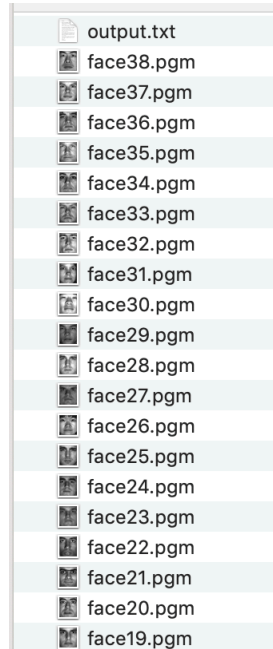 output.txt
face38.pgm
face37.pgm
face36.pgm
face35.pgm
face34.pgm
face33.pgm
face32.pgm
face31.pgm
face30.pgm
face29.pgm
face28.pgm
face27.pgm
face26.pgm
face25.pgm
face24.pgm
face23.pgm
face22.pgm
face21.pgm
face20.pgm
face19.pgm